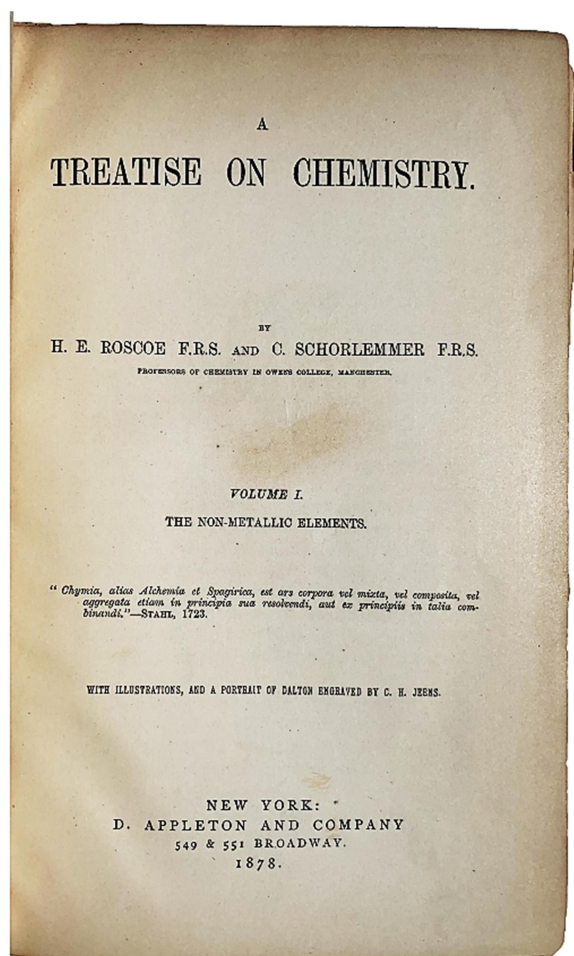 A
TREATISE ON CHEMISTRY.
BY
H. E. ROSCOE F.R.S. AND C. SCHORLEMMER F.R.S.
PROFESSORS OF CHEMISTRY IN OWENS COLLEGE, MANCHESTER.
VOLUME I.
THE NON-METALLIC ELEMENTS.
“ Chymia, alias Alchemia et Spagirica, est ars corpora vel mixta, vel composita, vel
aggregata etiam in principia sua resolvendi, aut ex principiis in talia com-
binandi.”—STAHL, 1723.
WITH ILLUSTRATIONS, AND A PORTRAIT OF DALTON ENGRAVED BY C. H. JEENS.
NEW YORK:
D. APPLETON AND COMPANY
549 & 551 BROADWAY.
1878.